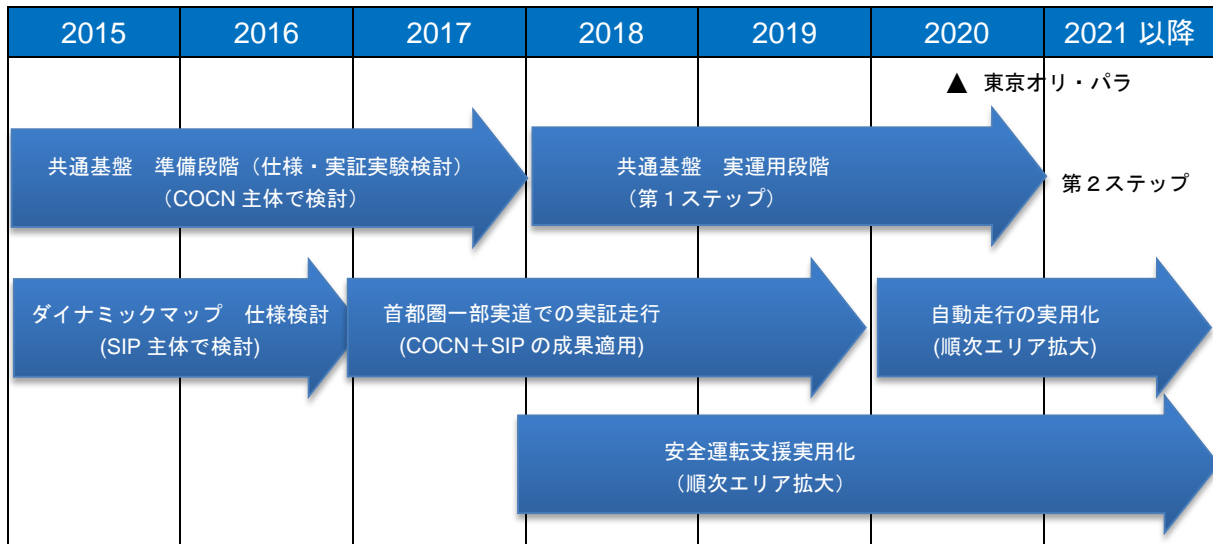 2015 2016 2017 2018 2019 2020 2021 以降
▲ 東京オリ・パラ
共通基盤　準備段階（仕様・実証実験検討）
（COCN 主体で検討）
共通基盤　実運用段階
（第１ステップ）
第２ステップ
ダイナミックマップ　仕様検討
(SIP 主体で検討)
首都圏一部実道での実証走行
(COCN＋SIP の成果適用)
自動走行の実用化
(順次エリア拡大)
安全運転支援実用化
（順次エリア拡大）